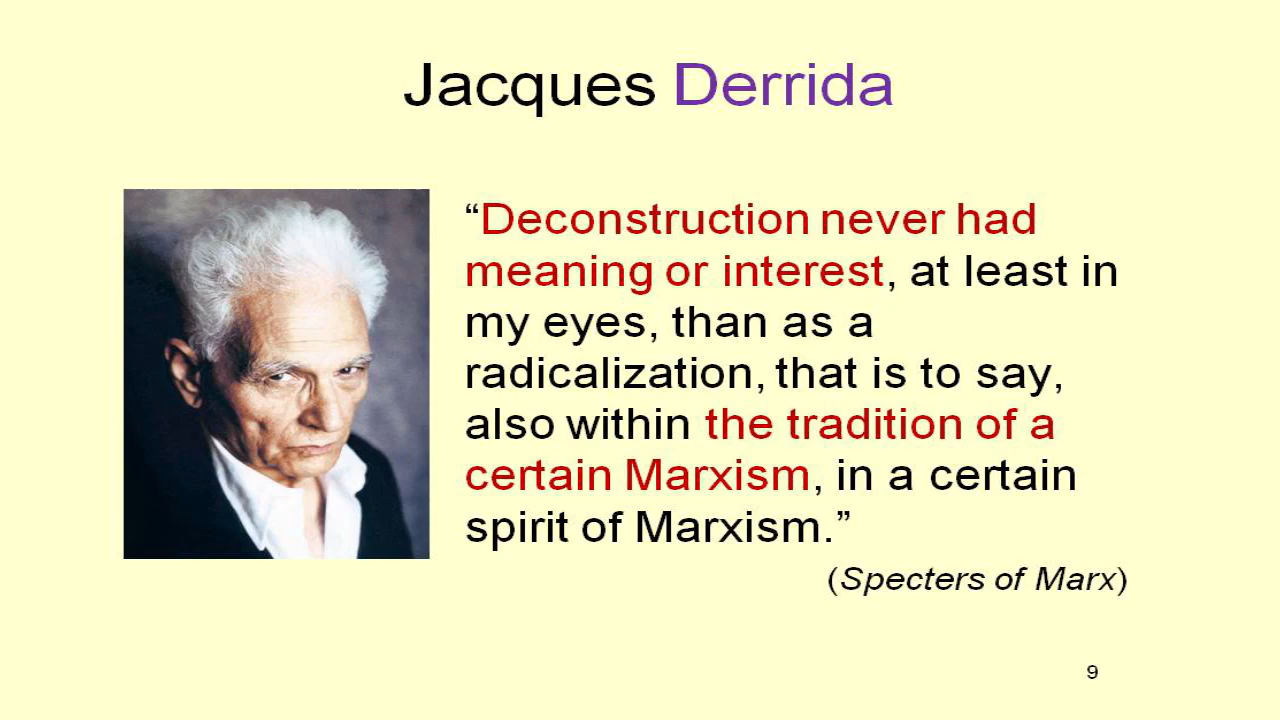 Jacques Derrida
“Deconstruction never had
meaning or interest, at least in
my eyes, than as a
radicalization, that is to say,
also within the tradition of a
certain Marxism, in a certain
spirit of Marxism.”
(Specters of Marx)
9